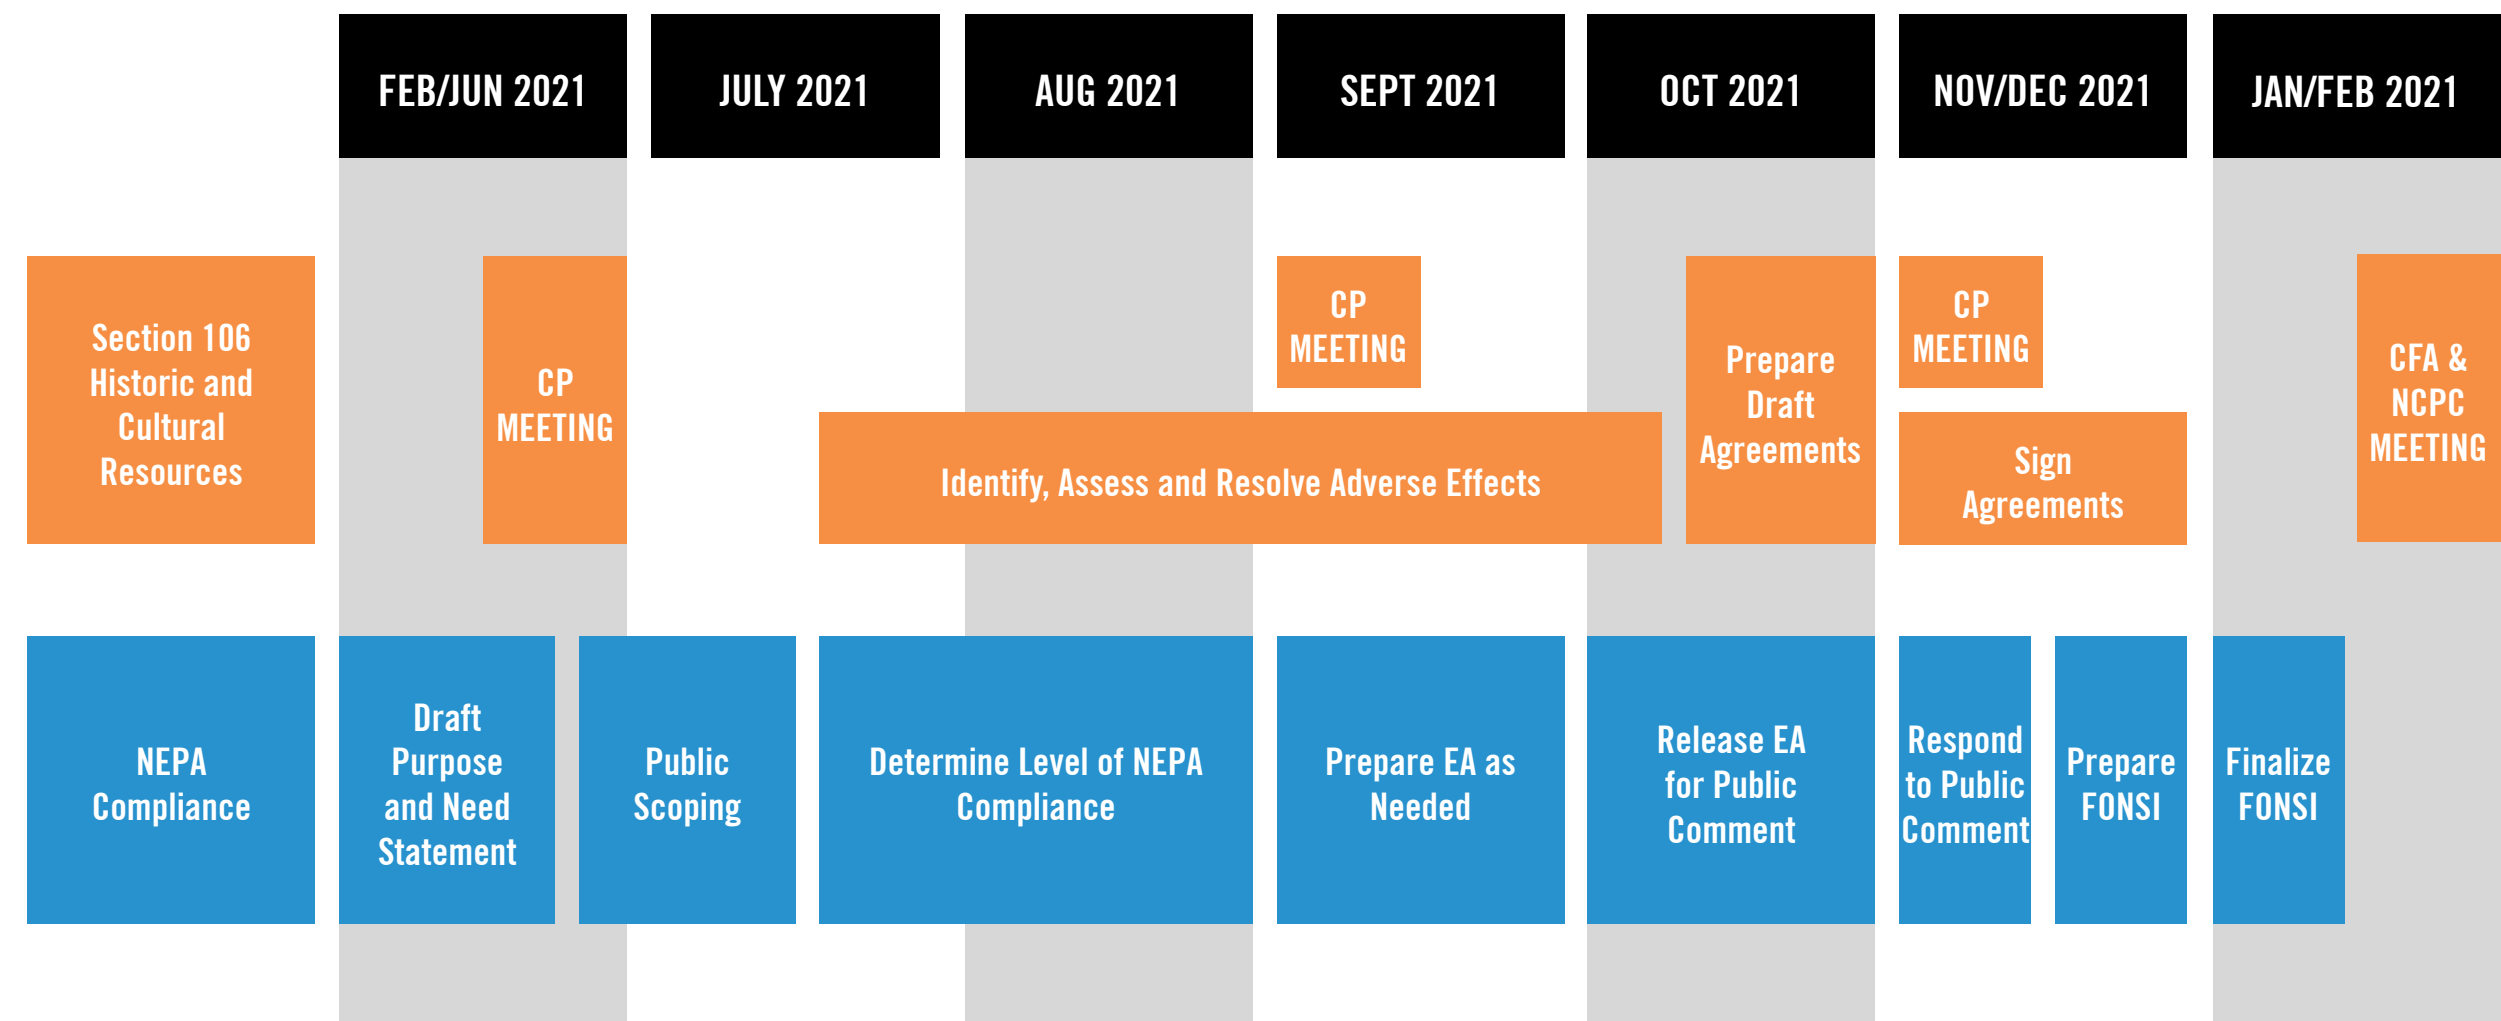 FEB/JUN 2021
JULY 2021
AUG 2021
SEPT 2021
OCT 2021
NOV/DEC 2021
JAN/FEB 2021
Section 106
Historic and
Cultural
Resources
CP
MEETING
Identify, Assess and Resolve Adverse Effects
CP
MEETING
Prepare
Draft
Agreements
CP
MEETING
Sign
Agreements
CFA &
NCPC
MEETING
NEPA
Compliance
Draft
Purpose
and Need
Statement
Public
Scoping
Determine Level of NEPA
Compliance
Prepare EA as
Needed
Release EA
for Public
Comment
Respond
to Public
Comment
Prepare
FONSI
Finalize
FONSI